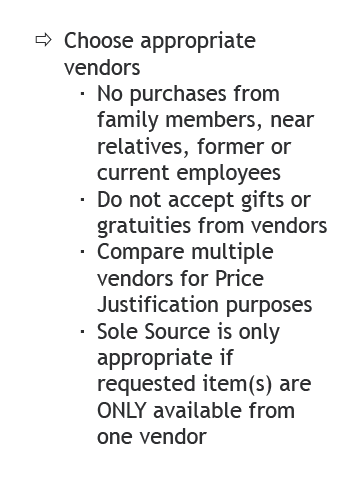 ⇨ Choose appropriate
vendors
· No purchases from
family members, near
relatives, former or
current employees
· Do not accept gifts or
gratuities from vendors
· Compare multiple
vendors for Price
Justification purposes
· Sole Source is only
appropriate if
requested item(s) are
ONLY available from
one vendor